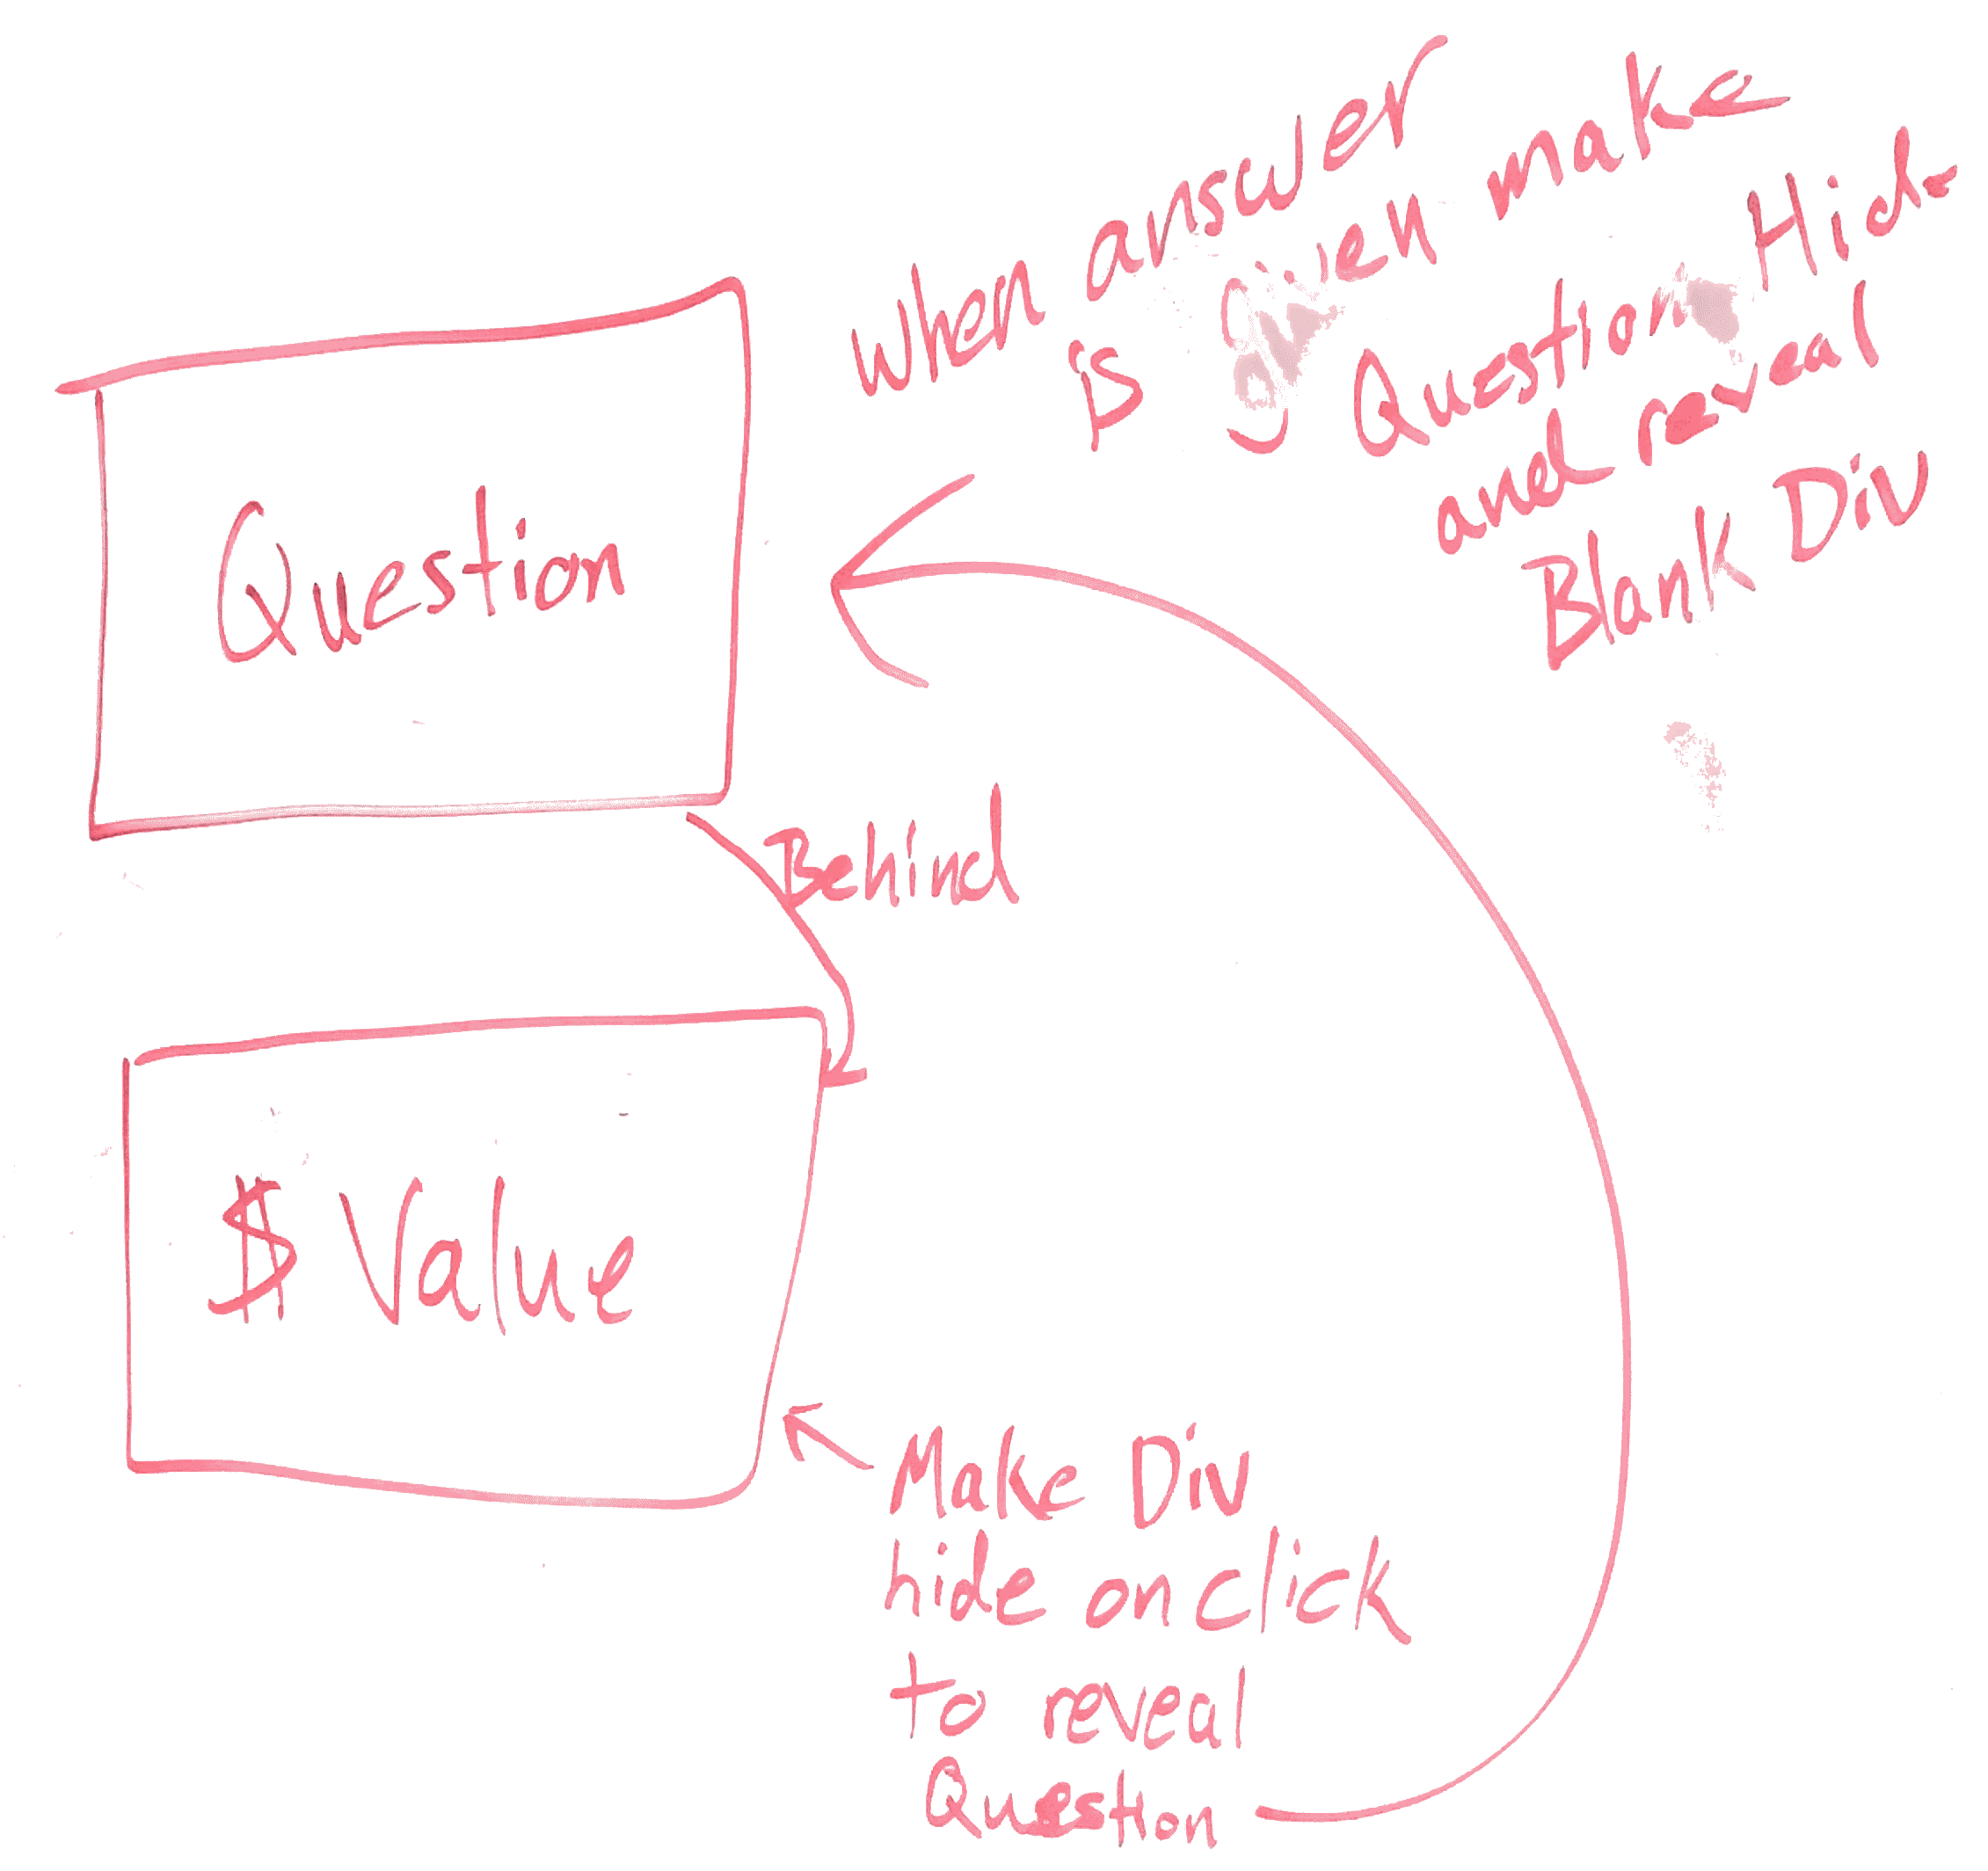 When answer
is given make
Question Hide
and reveal
Blank Div
Question
Behind
$ Value
Make Div
hide on click
to reveal
Question